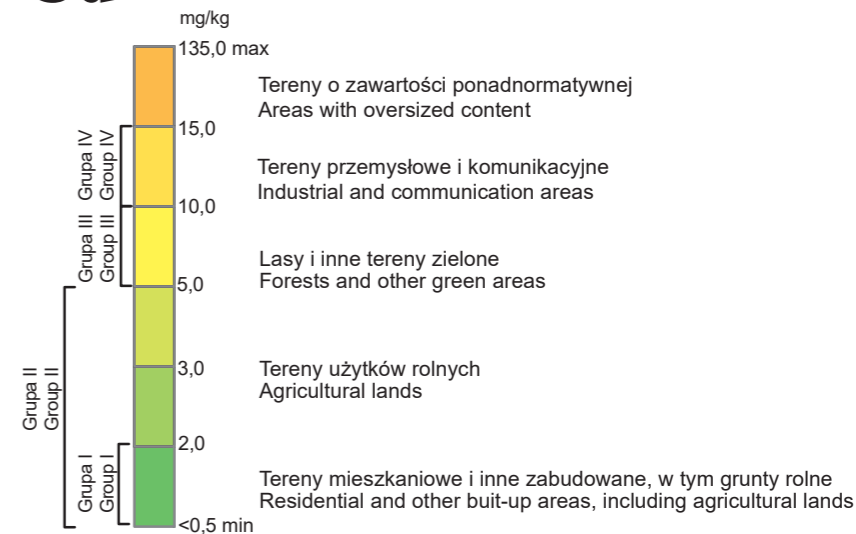 mg/kg
135,0 max
Tereny o zawartości ponadnormatywnej
Areas with oversized content
15,0
Grupa IV
Group IV
Tereny przemysłowe i komunikacyjne
Industrial and communication areas
10,0
Grupa III
Group III
Lasy i inne tereny zielone
Forests and other green areas
5,0
Grupa II
Group II
3,0
Tereny użytków rolnych
Agricultural lands
2,0
Grupa I
Group I
Tereny mieszkaniowe i inne zabudowane, w tym grunty rolne
Residential and other buit-up areas, including agricultural lands
<0,5 min